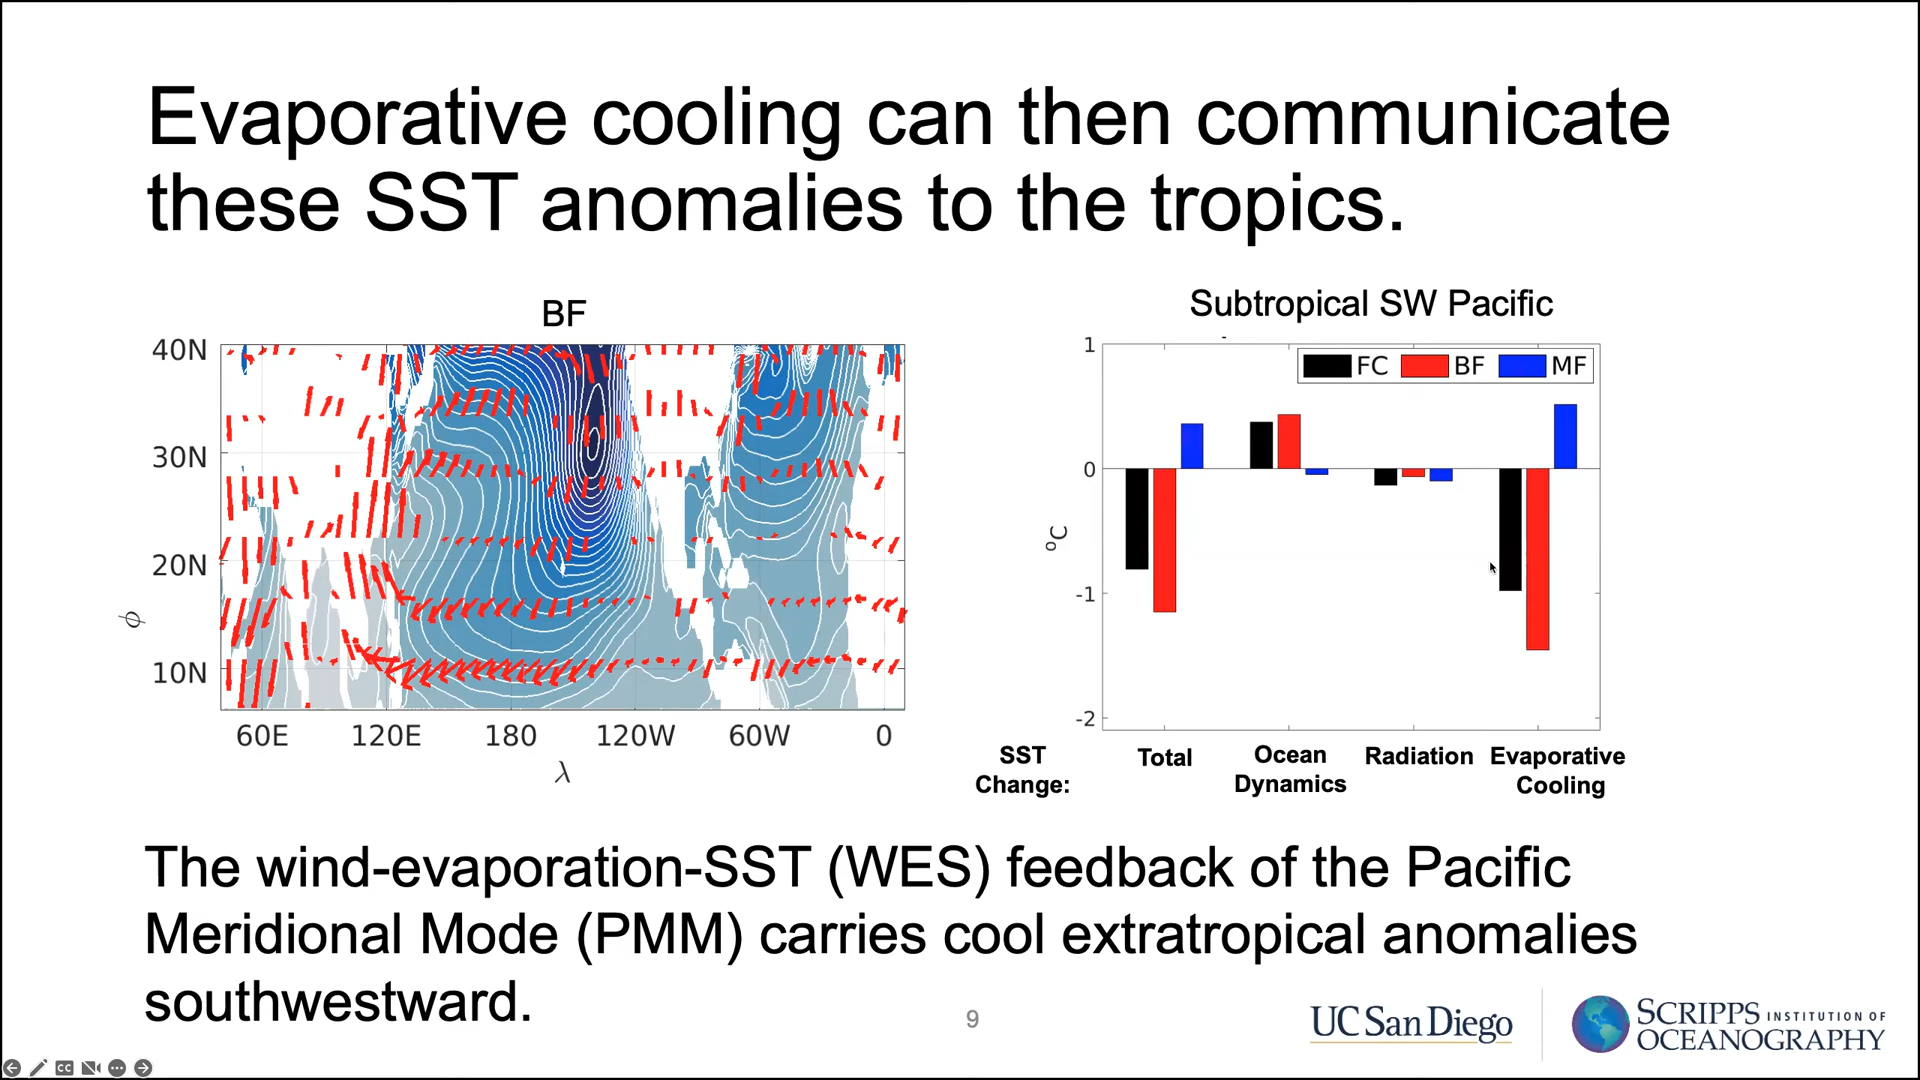 Evaporative cooling can then communicate
these SST anomalies to the tropics.
BF
40N
30N
20N
10N
ϕ
60E 120E 180 120W 60W 0
λ
Subtropical SW Pacific
1
0
-1
-2
°C
FC BF MF
SST Change:
Total
Ocean Dynamics
Radiation
Evaporative Cooling
The wind-evaporation-SST (WES) feedback of the Pacific
Meridional Mode (PMM) carries cool extratropical anomalies
southwestward.
9
UC San Diego
SCRIPPS INSTITUTION OF
OCEANOGRAPHY
CC